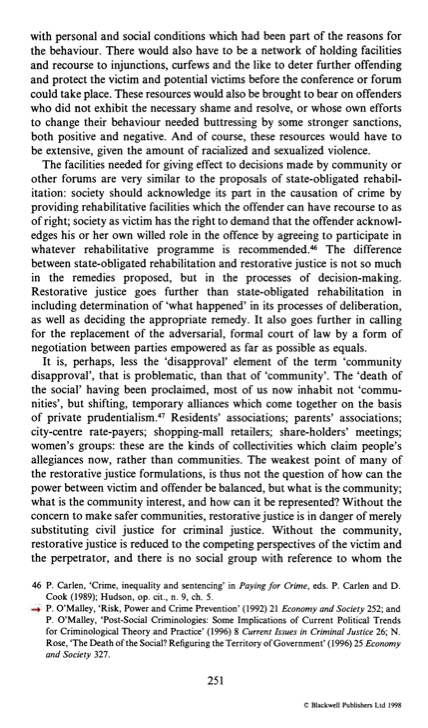 with personal and social conditions which had been part of the reasons for
the behaviour. There would also have to be a network of holding facilities
and recourse to injunctions, curfews and the like to deter further offending
and protect the victim and potential victims before the conference or forum
could take place. These resources would also be brought to bear on offenders
who did not exhibit the necessary shame and resolve, or whose own efforts
to change their behaviour needed buttressing by some stronger sanctions,
both positive and negative. And of course, these resources would have to
be extensive, given the amount of racialized and sexualized violence.
The facilities needed for giving effect to decisions made by community or
other forums are very similar to the proposals of state-obligated rehabil-
itation: society should acknowledge its part in the causation of crime by
providing rehabilitative facilities which the offender can have recourse to as
of right; society as victim has the right to demand that the offender acknowl-
edges his or her own willed role in the offence by agreeing to participate in
whatever rehabilitative programme is recommended.46 The difference
between state-obligated rehabilitation and restorative justice is not so much
in the remedies proposed, but in the processes of decision-making.
Restorative justice goes further than state-obligated rehabilitation in
including determination of 'what happened' in its processes of deliberation,
as well as deciding the appropriate remedy. It also goes further in calling
for the replacement of the adversarial, formal court of law by a form of
negotiation between parties empowered as far as possible as equals.
It is, perhaps, less the 'disapproval' element of the term 'community
disapproval', that is problematic, than that of 'community'. The 'death of
the social' having been proclaimed, most of us now inhabit not 'commu-
nities', but shifting, temporary alliances which come together on the basis
of private prudentialism.47 Residents' associations; parents' associations;
city-centre rate-payers; shopping-mall retailers; share-holders' meetings;
women's groups: these are the kinds of collectivities which claim people's
allegiances now, rather than communities. The weakest point of many of
the restorative justice formulations, is thus not the question of how can the
power between victim and offender be balanced, but what is the community;
what is the community interest, and how can it be represented? Without the
concern to make safer communities, restorative justice is in danger of merely
substituting civil justice for criminal justice. Without the community,
restorative justice is reduced to the competing perspectives of the victim and
the perpetrator, and there is no social group with reference to whom the
46 P. Carlen, 'Crime, inequality and sentencing' in Paying for Crime, eds. P. Carlen and D.
Cook (1989); Hudson, op. cit., n. 9, ch. 5.
→ P. O'Malley, 'Risk, Power and Crime Prevention' (1992) 21 Economy and Society 252; and
P. O'Malley, 'Post-Social Criminologies: Some Implications of Current Political Trends
for Criminological Theory and Practice' (1996) 8 Current Issues in Criminal Justice 26; N.
Rose, 'The Death of the Social? Refiguring the Territory of Government' (1996) 25 Economy
and Society 327.
251
© Blackwell Publishers Ltd 1998